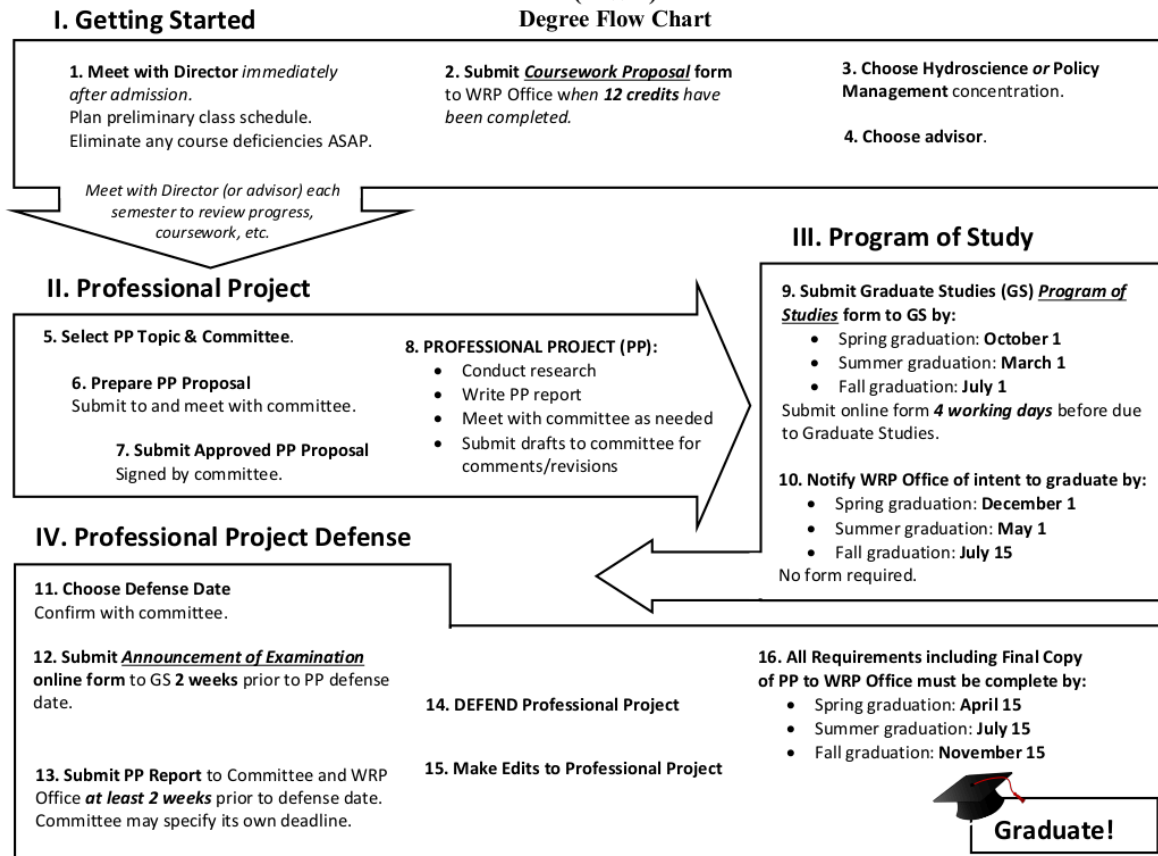 Degree Flow Chart
I. Getting Started
1. Meet with Director immediately
after admission.
Plan preliminary class schedule.
Eliminate any course deficiencies ASAP.
2. Submit Coursework Proposal form
to WRP Office when 12 credits have
been completed.
3. Choose Hydroscience or Policy
Management concentration.
4. Choose advisor.
Meet with Director (or advisor) each
semester to review progress,
coursework, etc.
II. Professional Project
5. Select PP Topic & Committee.
6. Prepare PP Proposal
Submit to and meet with committee.
7. Submit Approved PP Proposal
Signed by committee.
8. PROFESSIONAL PROJECT (PP):
• Conduct research
• Write PP report
• Meet with committee as needed
• Submit drafts to committee for
comments/revisions
III. Program of Study
9. Submit Graduate Studies (GS) Program of
Studies form to GS by:
• Spring graduation: October 1
• Summer graduation: March 1
• Fall graduation: July 1
Submit online form 4 working days before due
to Graduate Studies.
10. Notify WRP Office of intent to graduate by:
• Spring graduation: December 1
• Summer graduation: May 1
• Fall graduation: July 15
No form required.
IV. Professional Project Defense
11. Choose Defense Date
Confirm with committee.
12. Submit Announcement of Examination
online form to GS 2 weeks prior to PP defense
date.
13. Submit PP Report to Committee and WRP
Office at least 2 weeks prior to defense date.
Committee may specify its own deadline.
14. DEFEND Professional Project
15. Make Edits to Professional Project
16. All Requirements including Final Copy
of PP to WRP Office must be complete by:
• Spring graduation: April 15
• Summer graduation: July 15
• Fall graduation: November 15
Graduate!